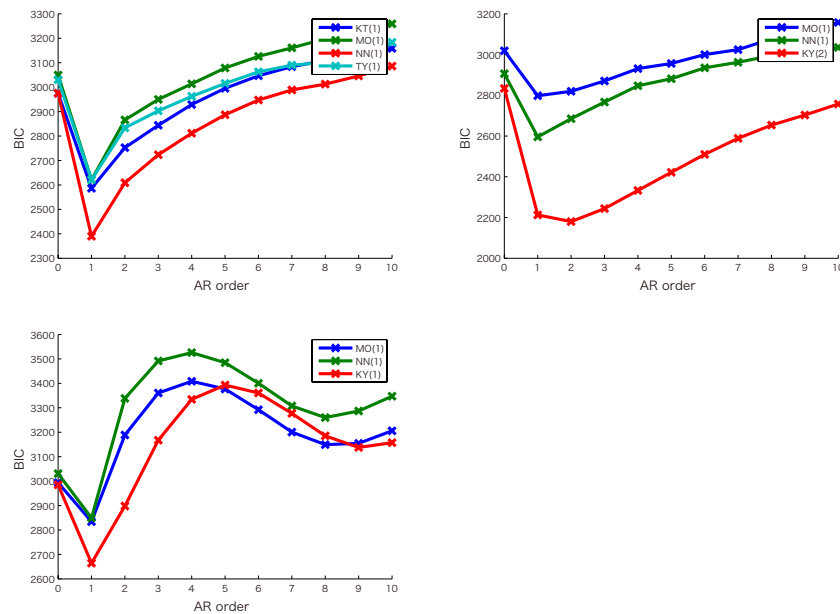 3300
3200
3100
3000
2900
2800
2700
2600
2500
2400
2300
BIC
0 1 2 3 4 5 6 7 8 9 10
AR order
KT(1)
MO(1)
NN(1)
TY(1)
3200
3000
2800
2600
2400
2200
2000
BIC
0 1 2 3 4 5 6 7 8 9 10
AR order
MO(1)
NN(1)
KY(2)
3600
3500
3400
3300
3200
3100
3000
2900
2800
2700
2600
BIC
0 1 2 3 4 5 6 7 8 9 10
AR order
MO(1)
NN(1)
KY(1)